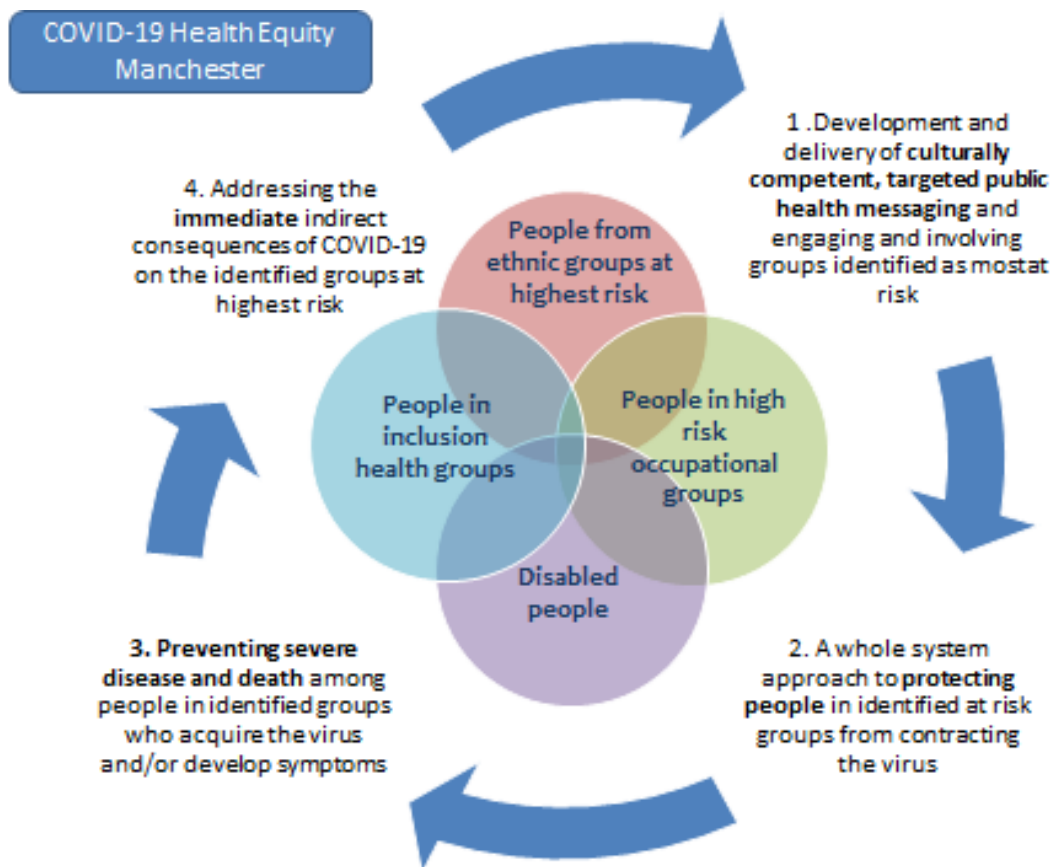 COVID-19 Health Equity
Manchester
1 .Development and
delivery of culturally
competent, targeted public
health messaging and
engaging and involving
groups identified as mostat
risk
2. A whole system
approach to protecting
people in identified at risk
groups from contracting
the virus
3. Preventing severe
disease and death among
people in identified groups
who acquire the virus
and/or develop symptoms
4. Addressing the
immediate indirect
consequences of COVID-19
on the identified groups at
highest risk
People from
ethnic groups at
highest risk
People in high
risk
occupational
groups
Disabled
people
People in
inclusion
health groups